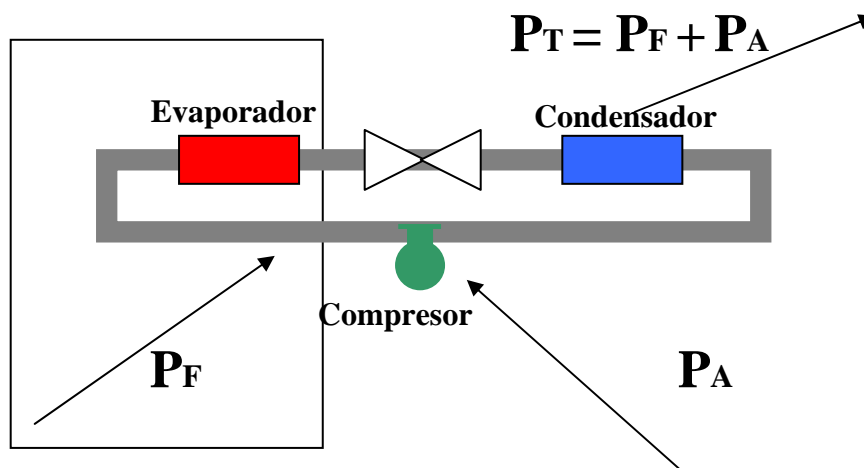 PT = PF + PA
Evaporador
Condensador
Compresor
PF
PA